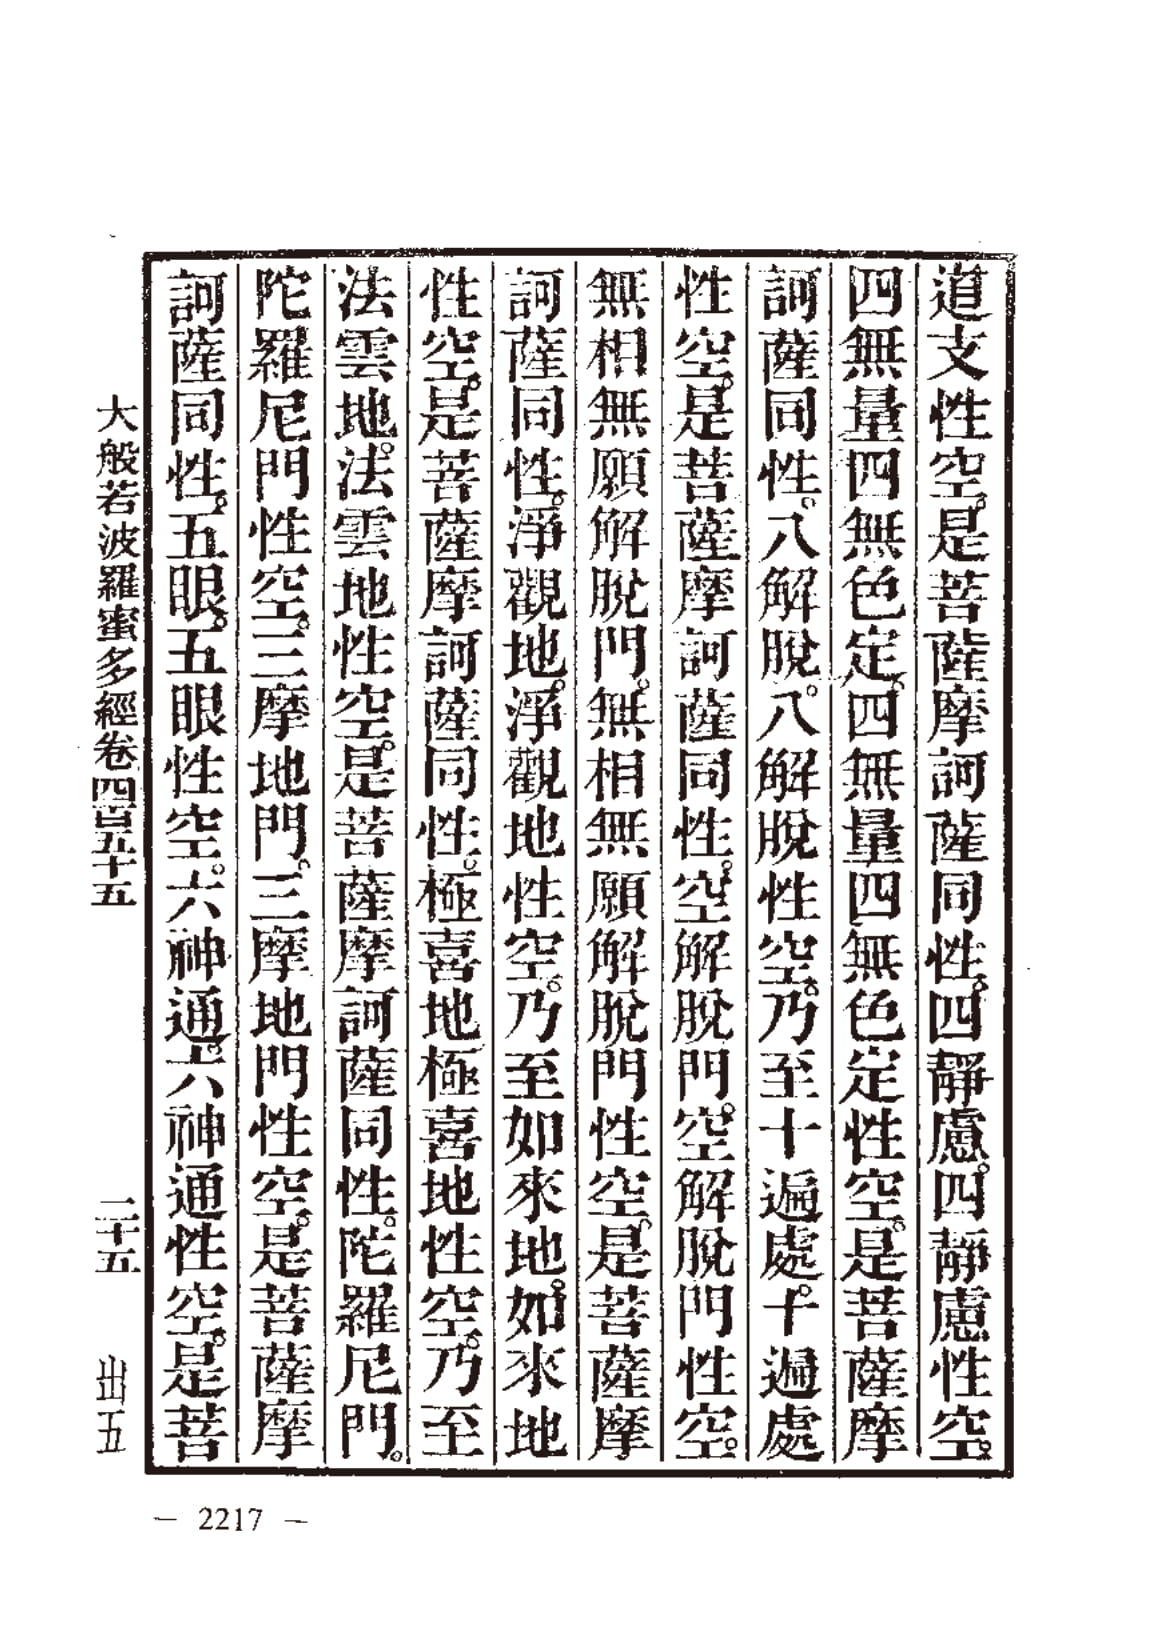 道支性空。是菩薩摩訶薩同性。四靜慮。四靜慮性空。
四無量四無色定。四無量四無色定性空。是菩薩摩
訶薩同性。八解脫。八解脫性空。乃至十遍處。十遍處
性空。是菩薩摩訶薩同性。空解脫門。空解脫門性空。
無相無願解脫門。無相無願解脫門性空。是菩薩摩
訶薩同性。淨觀地。淨觀地性空。乃至如來地。如來地
性空。是菩薩摩訶薩同性。極喜地極喜地性空。乃至
法雲地。法雲地性空。是菩薩摩訶薩同性。陀羅尼門。
陀羅尼門性空。三摩地門。三摩地門性空。是菩薩摩
訶薩同性。五眼。五眼性空。六神通。六神通性空。是菩
大般若波羅蜜多經卷四百五十五 二十五
— 2217 —